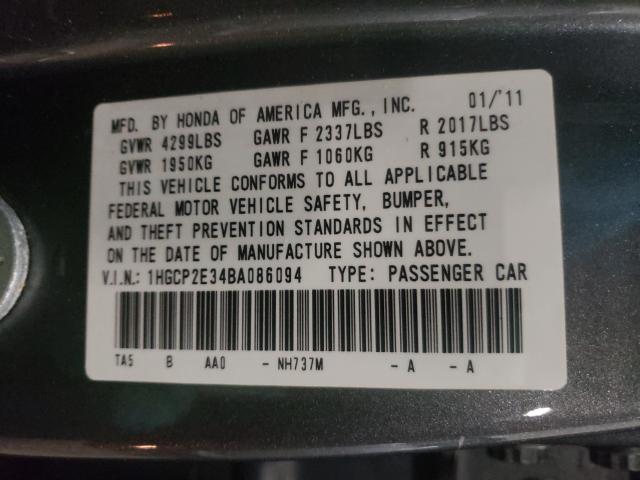 MFD. BY HONDA OF AMERICA MFG., INC. 01/'11
GVWR 4299LBS GAWR F 2337LBS R 2017LBS
GVWR 1950KG GAWR F 1060KG R 915KG
THIS VEHICLE CONFORMS TO ALL APPLICABLE
FEDERAL MOTOR VEHICLE SAFETY, BUMPER,
AND THEFT PREVENTION STANDARDS IN EFFECT
ON THE DATE OF MANUFACTURE SHOWN ABOVE.
V.I.N.: 1HGCP2E34BA086094 TYPE: PASSENGER CAR
TA5 B AA0 - NH737M - A - A